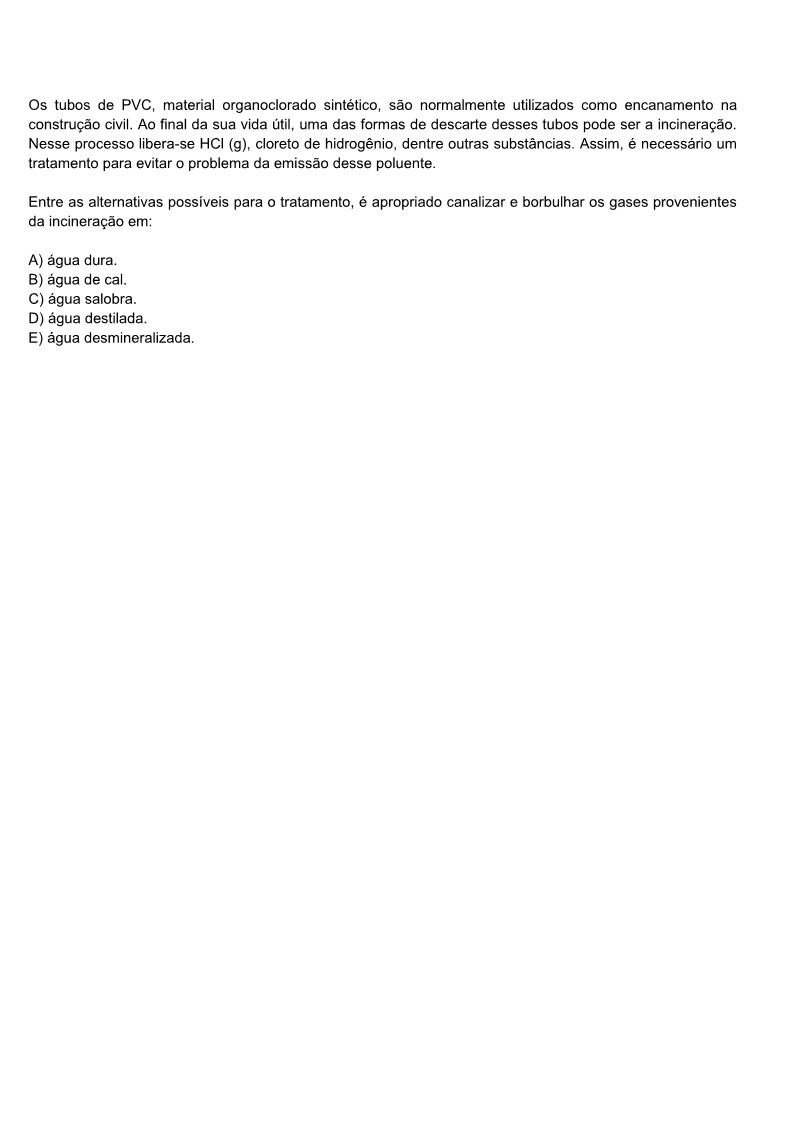 Os tubos de PVC, material organoclorado sintético, são normalmente utilizados como encanamento na
construção civil. Ao final da sua vida útil, uma das formas de descarte desses tubos pode ser a incineração.
Nesse processo libera-se HCl (g), cloreto de hidrogênio, dentre outras substâncias. Assim, é necessário um
tratamento para evitar o problema da emissão desse poluente.
Entre as alternativas possíveis para o tratamento, é apropriado canalizar e borbulhar os gases provenientes
da incineração em:
A) água dura.
B) água de cal.
C) água salobra.
D) água destilada.
E) água desmineralizada.